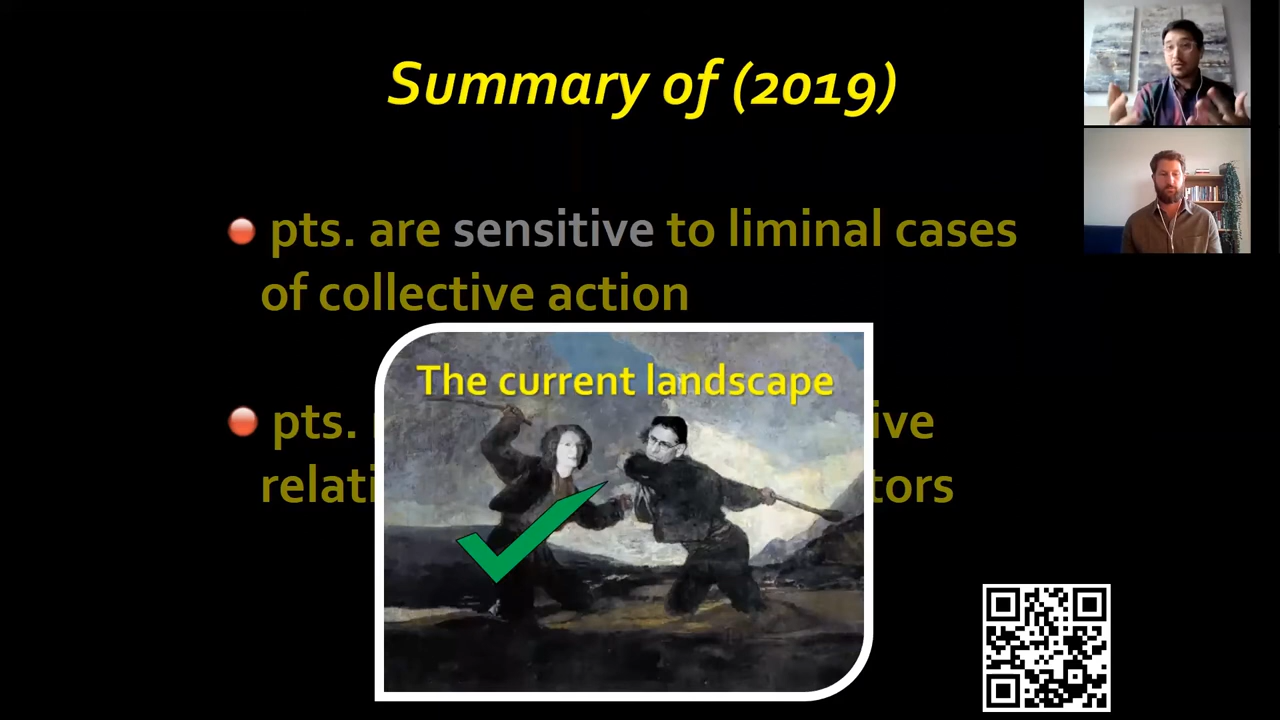 Summary of (2019)
pts. are sensitive to liminal cases
of collective action
The current landscape
pts. ive
relati tors